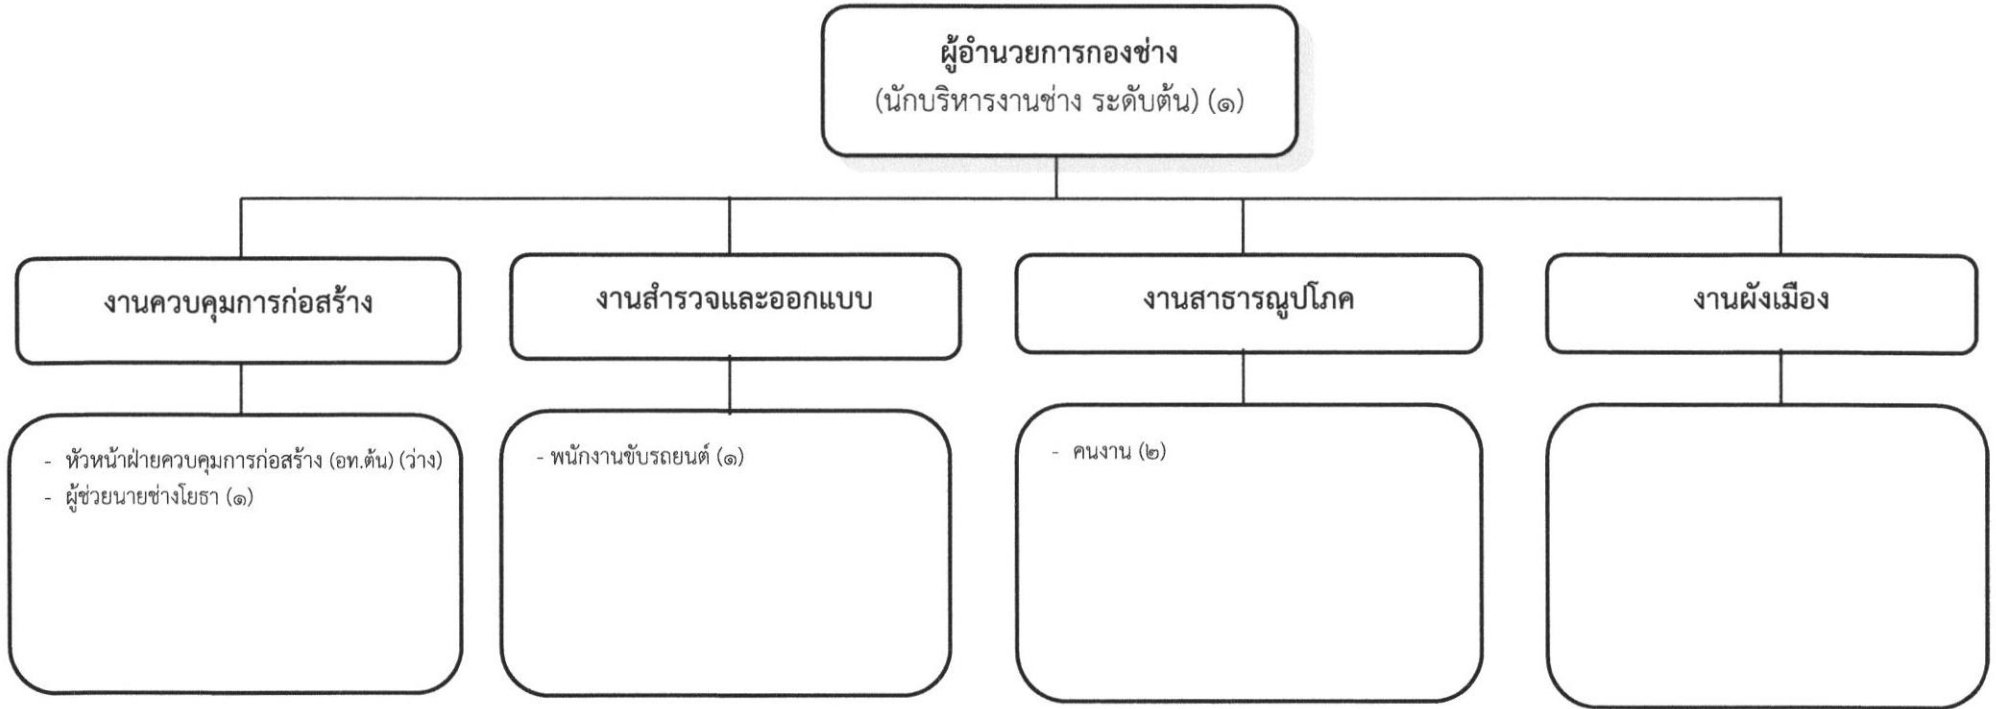 ผู้อำนวยการกองช่าง
(นักบริหารงานช่าง ระดับต้น) (๑)
งานควบคุมการก่อสร้าง
งานสำรวจและออกแบบ
งานสาธารณูปโภค
งานผังเมือง
- หัวหน้าฝ่ายควบคุมการก่อสร้าง (อท.ต้น) (ว่าง)
- ผู้ช่วยนายช่างโยธา (๑)
- พนักงานขับรถยนต์ (๑)
- คนงาน (๒)